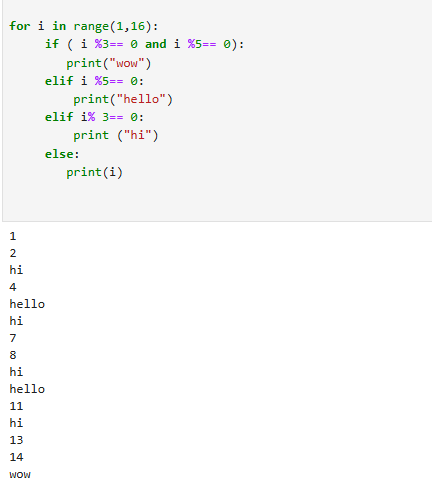 for i in range(1,16):
     if ( i %3== 0 and i %5== 0):
        print("wow")
     elif i %5== 0:
         print("hello")
     elif i% 3== 0:
         print ("hi")
     else:
        print(i)
1
2
hi
4
hello
hi
7
8
hi
hello
11
hi
13
14
wow